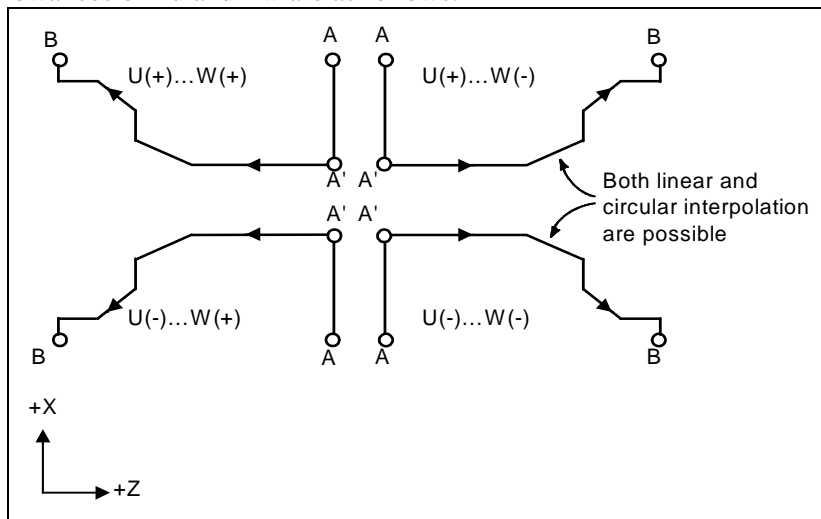 B
A
A
B
U(+)...W(+)
U(+)...W(-)
A'
A'
Both linear and
circular interpolation
are possible
A'
A'
U(-)...W(+)
U(-)...W(-)
B
A
A
B
+X
+Z